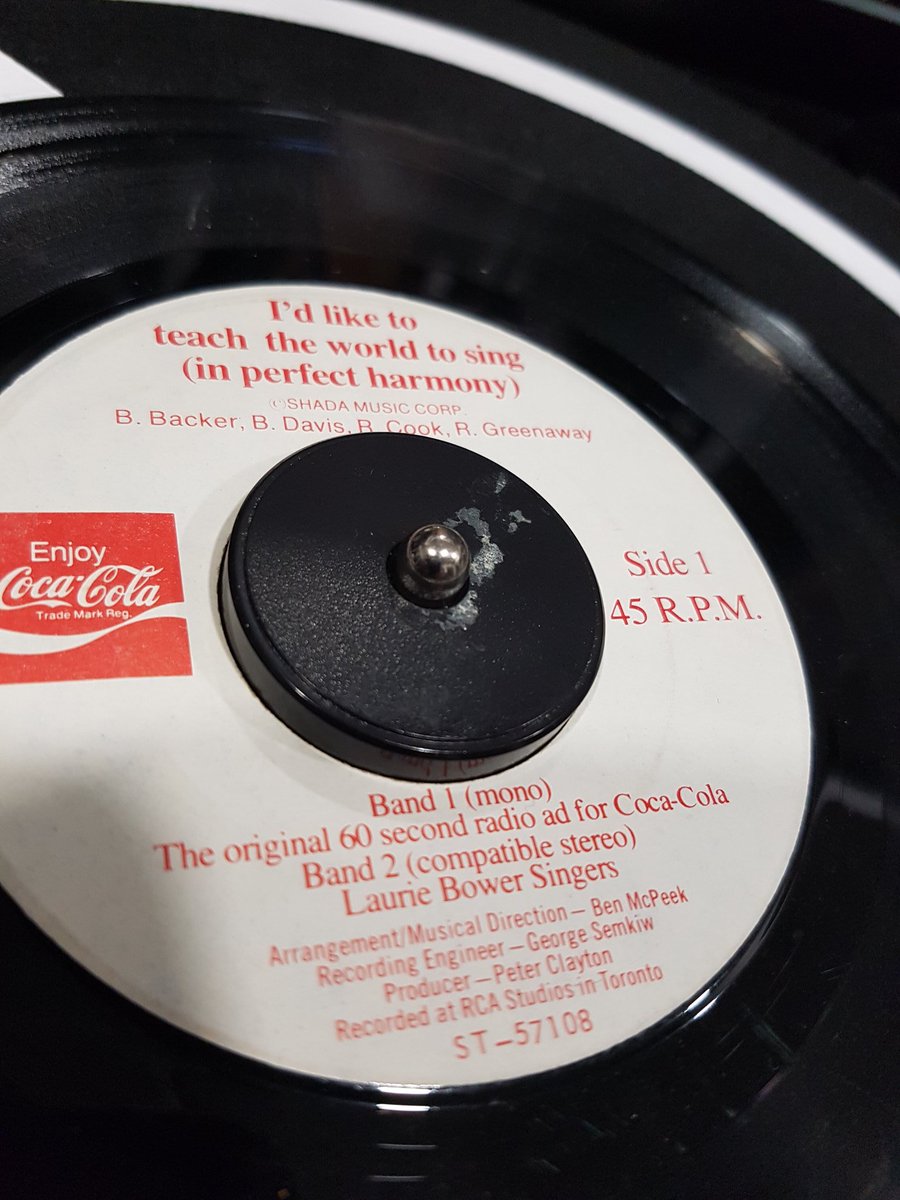 I'd like to
teach the world to sing
(in perfect harmony)
©SHADA MUSIC CORP.
B. Backer, B. Davis, R. Cook, R. Greenaway
Enjoy
Coca-Cola
Trade Mark Reg.
Side 1
45 R.P.M.
Band 1 (mono)
The original 60 second radio ad for Coca-Cola
Band 2 (compatible stereo)
Laurie Bower Singers
Arrangement/Musical Direction – Ben McPeek
Recording Engineer – George Semkiw
Producer – Peter Clayton
Recorded at RCA Studios in Toronto
ST-57108